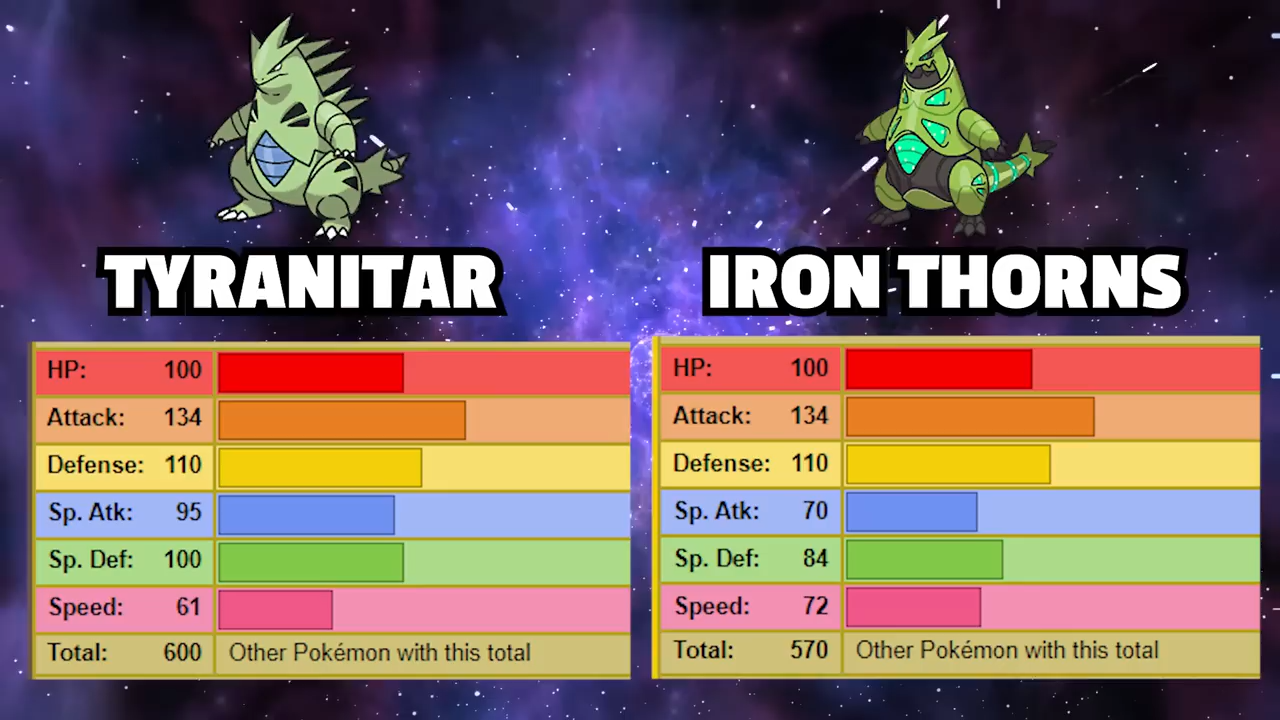 TYRANITAR
HP: 100
Attack: 134
Defense: 110
Sp. Atk: 95
Sp. Def: 100
Speed: 61
Total: 600 Other Pokémon with this total
IRON THORNS
HP: 100
Attack: 134
Defense: 110
Sp. Atk: 70
Sp. Def: 84
Speed: 72
Total: 570 Other Pokémon with this total